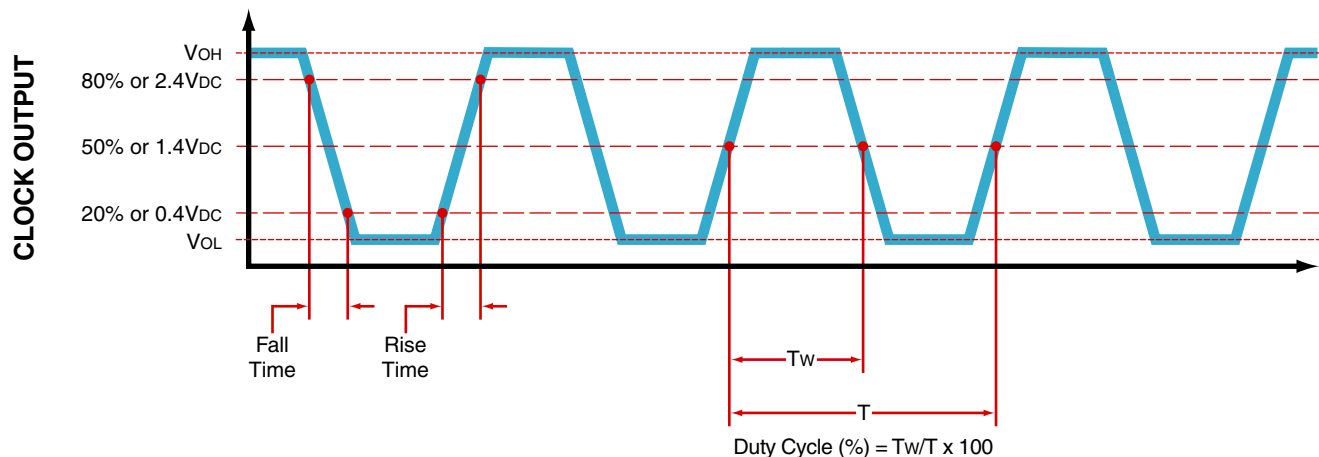 CLOCK OUTPUT
VOH
80% or 2.4VDC
50% or 1.4VDC
20% or 0.4VDC
VOL
Fall
Time
Rise
Time
TW
T
Duty Cycle (%) = TW/T x 100